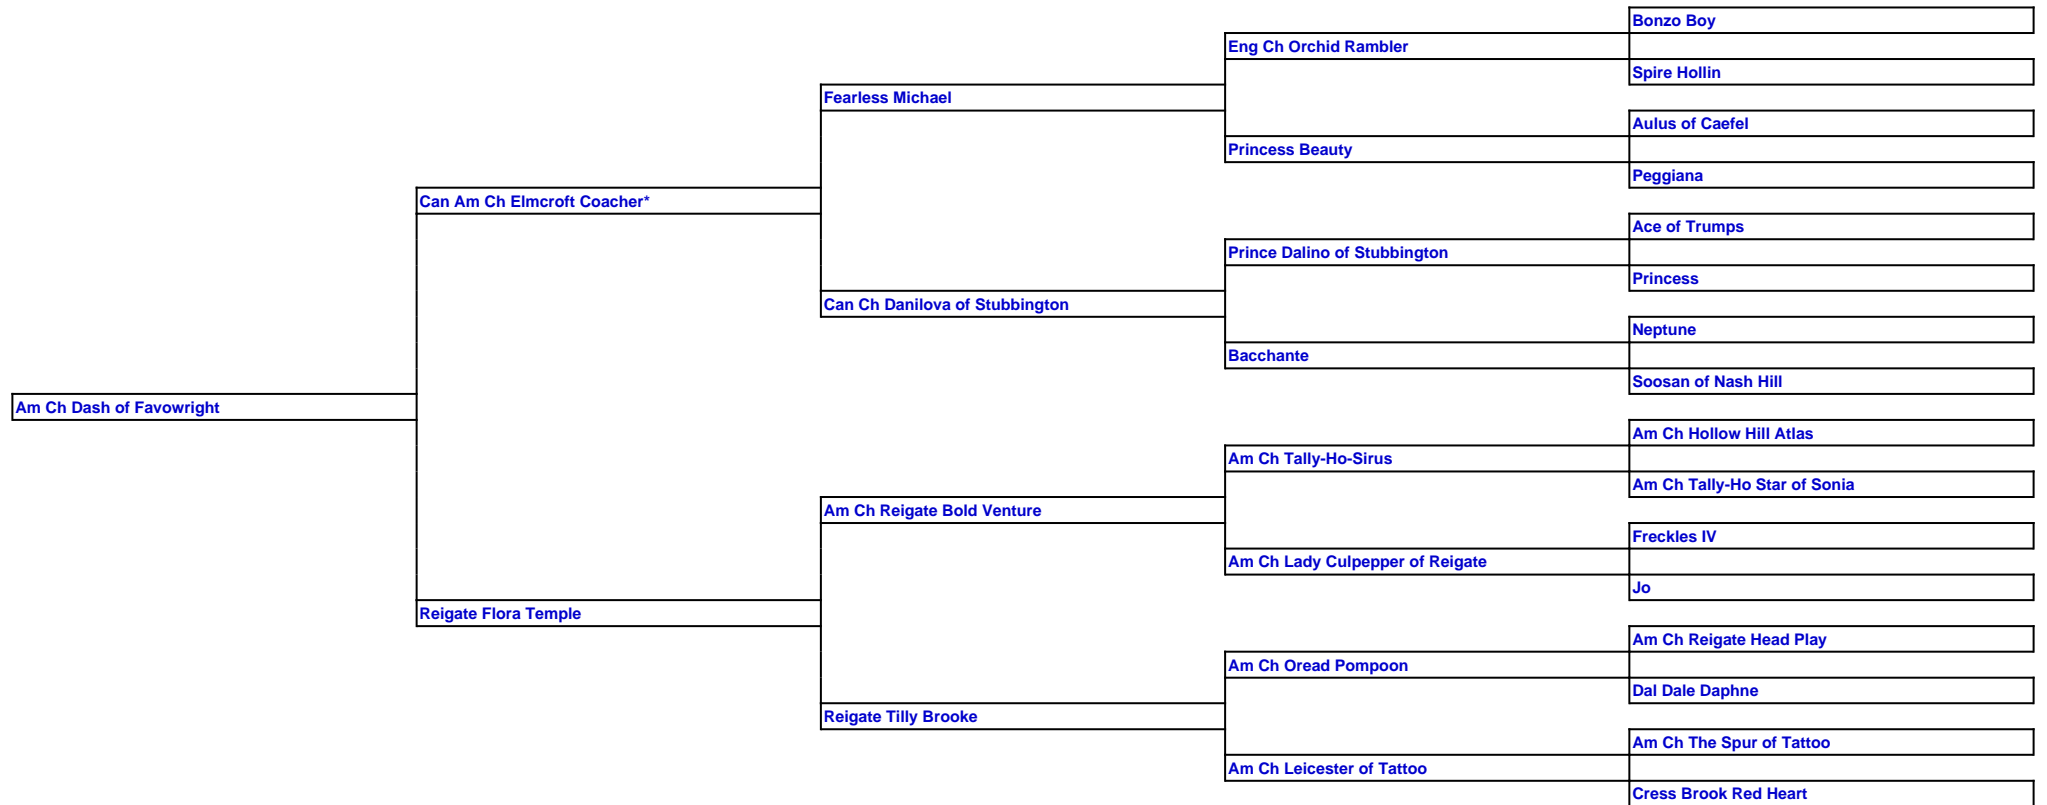 Bonzo Boy
Eng Ch Orchid Rambler
Spire Hollin
Fearless Michael
Aulus of Caefel
Princess Beauty
Peggiana
Can Am Ch Elmcroft Coacher*
Ace of Trumps
Prince Dalino of Stubbington
Princess
Can Ch Danilova of Stubbington
Neptune
Bacchante
Soosan of Nash Hill
Am Ch Dash of Favowright
Am Ch Hollow Hill Atlas
Am Ch Tally-Ho-Sirus
Am Ch Tally-Ho Star of Sonia
Am Ch Reigate Bold Venture
Freckles IV
Am Ch Lady Culpepper of Reigate
Jo
Reigate Flora Temple
Am Ch Reigate Head Play
Am Ch Oread Pompoon
Dal Dale Daphne
Reigate Tilly Brooke
Am Ch The Spur of Tattoo
Am Ch Leicester of Tattoo
Cress Brook Red Heart